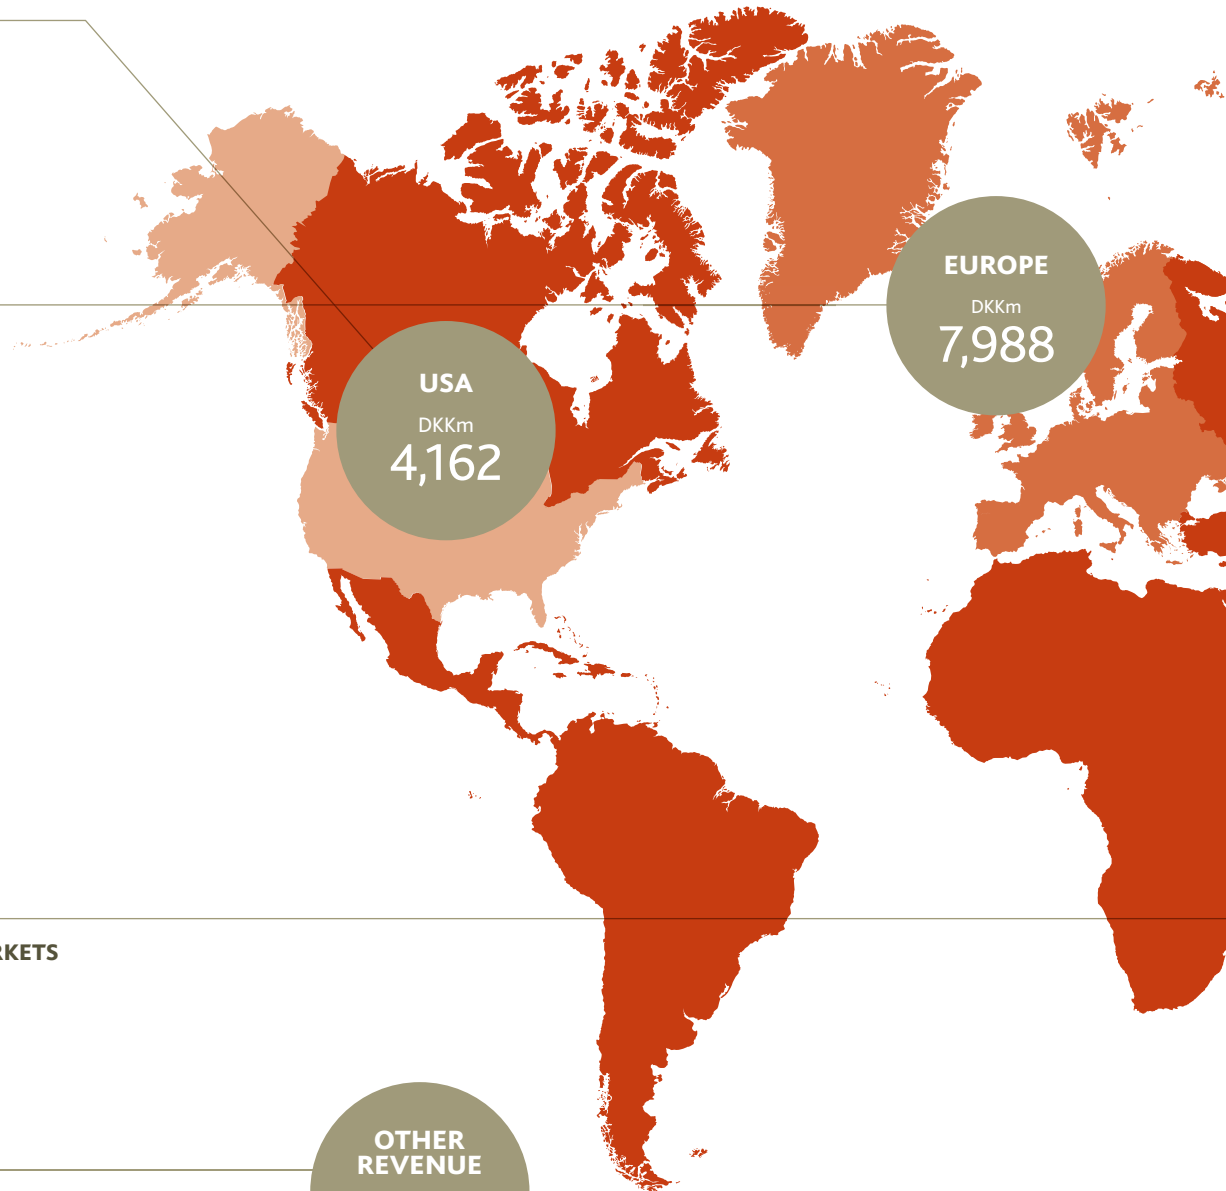 EUROPE
DKKm
7,988
USA
DKKm
4,162
RKETS
OTHER
REVENUE